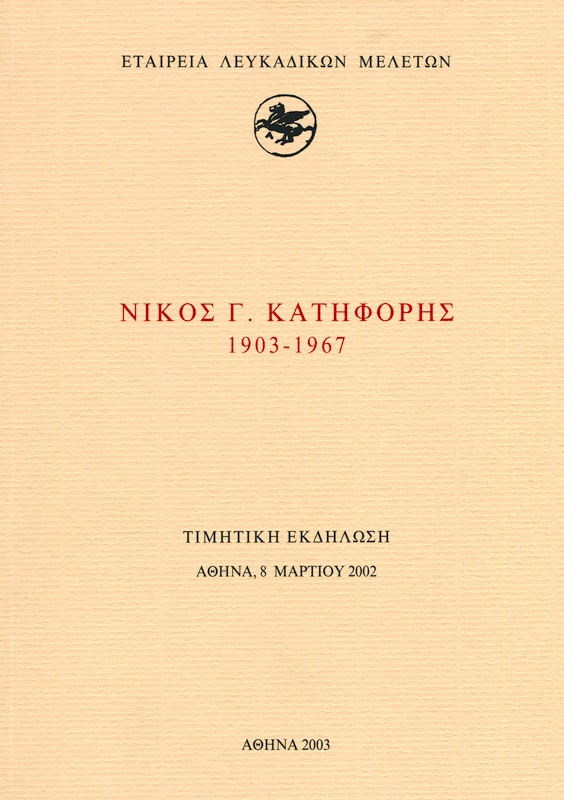 ΕΤΑΙΡΕΙΑ ΛΕΥΚΑΔΙΚΩΝ ΜΕΛΕΤΩΝ
Λ
ΝΙΚΟΣ Γ. ΚΑΤΗΦΟΡΗΣ
1903-1967
ΤΙΜΗΤΙΚΗ ΕΚΔΗΛΩΣΗ
ΑΘΗΝΑ, 8 ΜΑΡΤΙΟΥ 2002
ΑΘΗΝΑ 2003